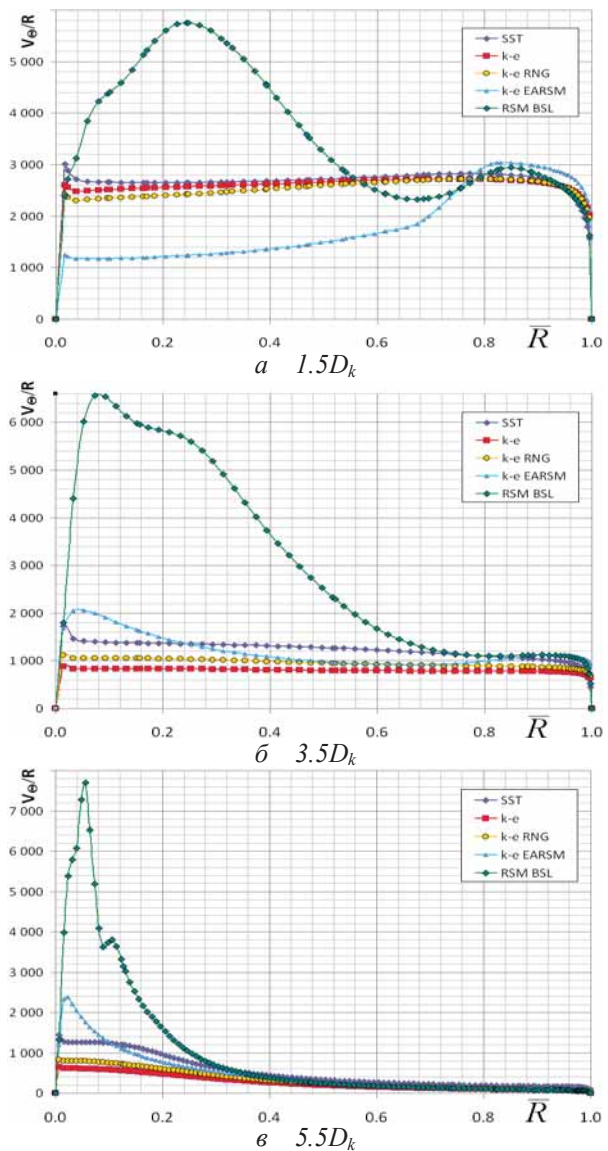 Vө/R
5 000
4 000
3 000
2 000
1 000
0
SST
k-e
k-e RNG
k-e EARSM
RSM BSL
0.0 0.2 0.4 0.6 0.8 R̅ 1.0
а 1.5Dk
Vө/R
6 000
5 000
4 000
3 000
2 000
1 000
0
SST
k-e
k-e RNG
k-e EARSM
RSM BSL
0.0 0.2 0.4 0.6 0.8 R̅ 1.0
б 3.5Dk
Vө/R
7 000
6 000
5 000
4 000
3 000
2 000
1 000
0
SST
k-e
k-e RNG
k-e EARSM
RSM BSL
0.0 0.2 0.4 0.6 0.8 R̅ 1.0
в 5.5Dk